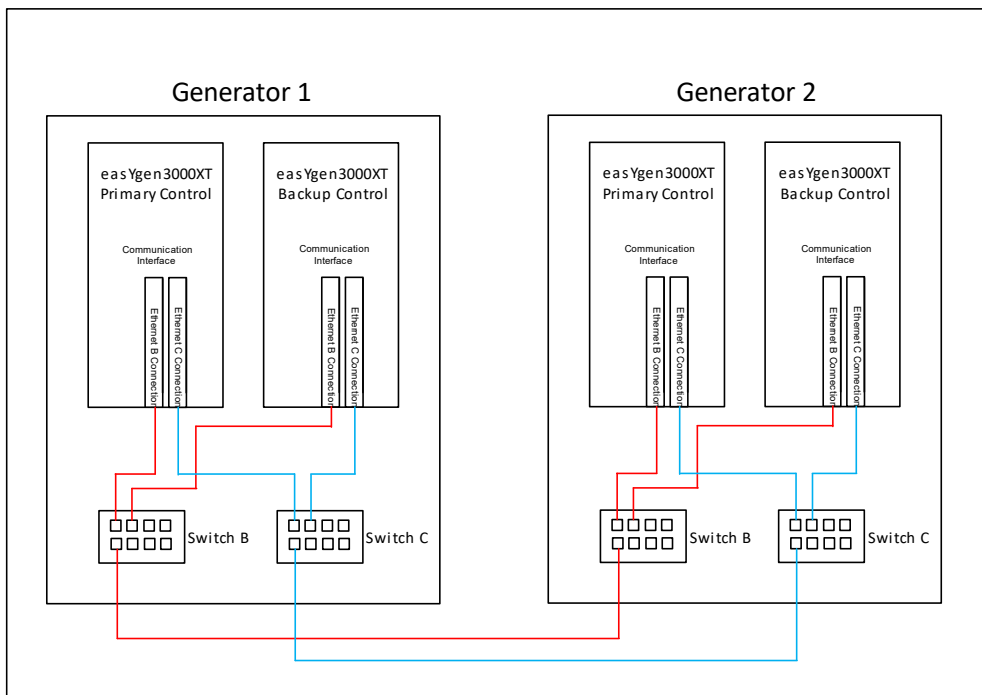 Generator 1
easYgen3000XT
Primary Control
Communication
Interface
Ethernet B Connection
Ethernet C Connection
easYgen3000XT
Backup Control
Communication
Interface
Ethernet B Connection
Ethernet C Connection
Switch B
Switch C
Generator 2
easYgen3000XT
Primary Control
Communication
Interface
Ethernet B Connection
Ethernet C Connection
easYgen3000XT
Backup Control
Communication
Interface
Ethernet B Connection
Ethernet C Connection
Switch B
Switch C